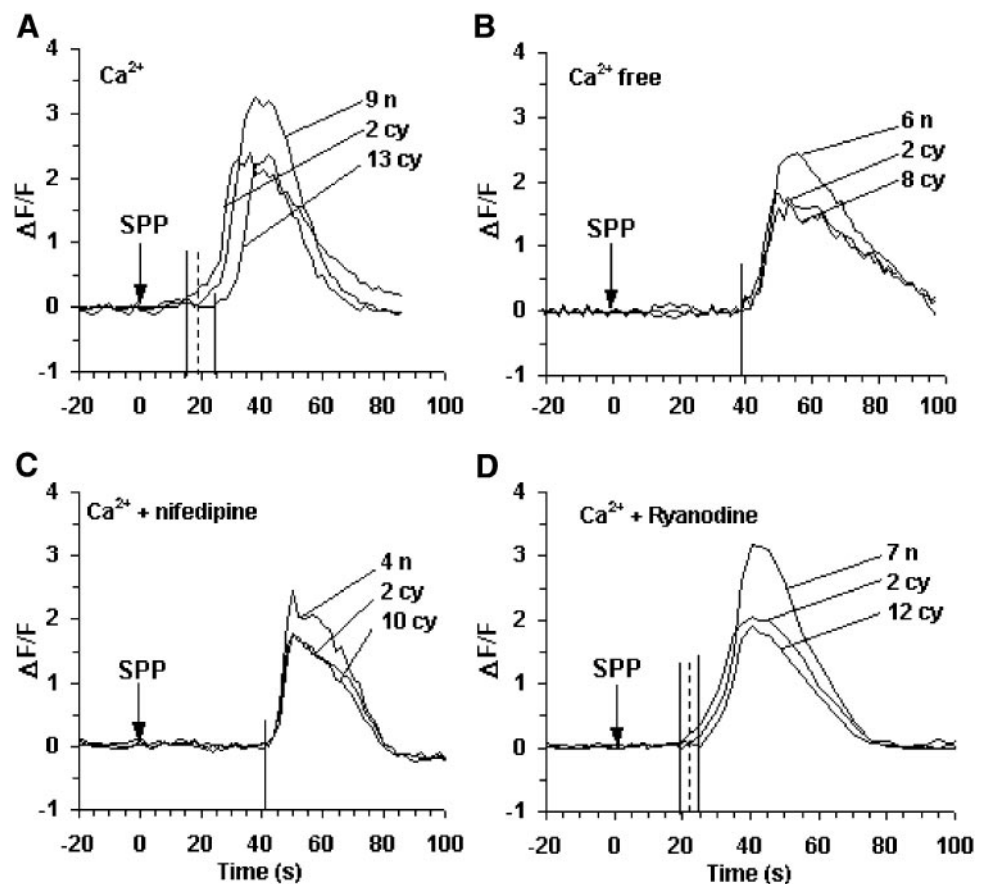 A
Ca²⁺
ΔF/F
4
3
2
1
0
-1
SPP
9 n
2 cy
13 cy
-20 0 20 40 60 80 100
B
Ca²⁺ free
ΔF/F
4
3
2
1
0
-1
SPP
6 n
2 cy
8 cy
-20 0 20 40 60 80 100
C
Ca²⁺ + nifedipine
ΔF/F
4
3
2
1
0
-1
SPP
4 n
2 cy
10 cy
-20 0 20 40 60 80 100
Time (s)
D
Ca²⁺ + Ryanodine
ΔF/F
4
3
2
1
0
-1
SPP
7 n
2 cy
12 cy
-20 0 20 40 60 80 100
Time (s)